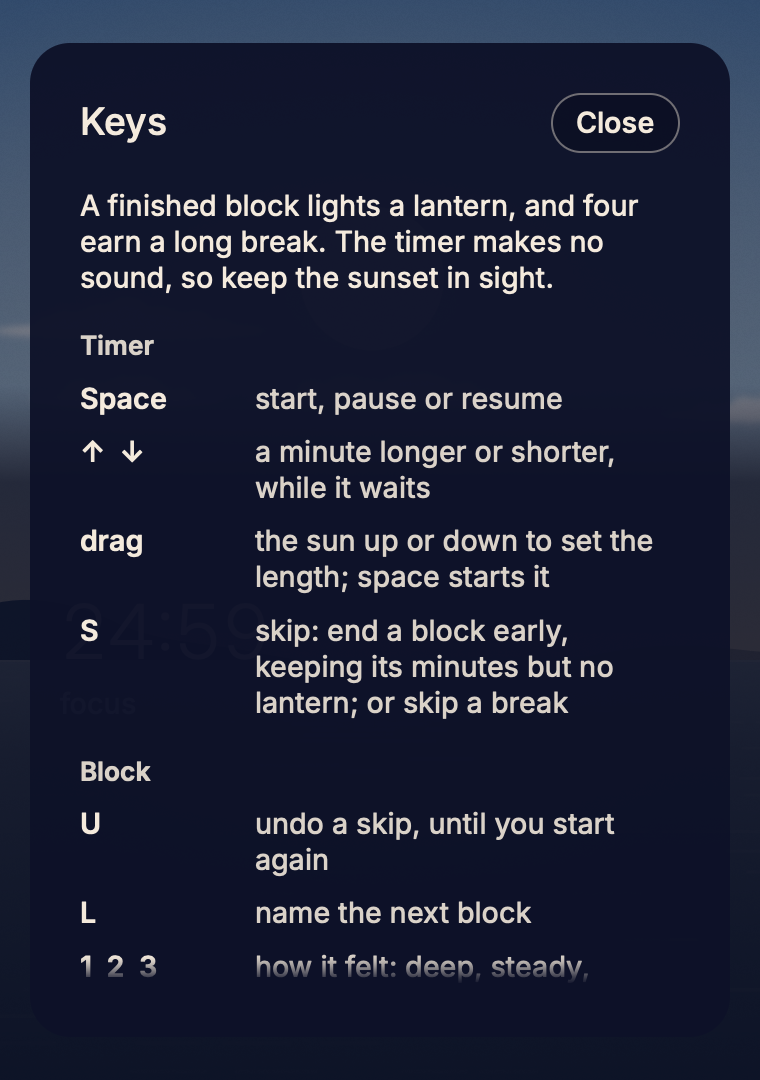 Keys
Close
A finished block lights a lantern, and four
earn a long break. The timer makes no
sound, so keep the sunset in sight.
Timer
Space start, pause or resume
↑ ↓ a minute longer or shorter,
while it waits
drag the sun up or down to set the
length; space starts it
24:59
S skip: end a block early,
keeping its minutes but no
lantern; or skip a break
focus
Block
U undo a skip, until you start
again
L name the next block
1 2 3 how it felt: deep, steady,